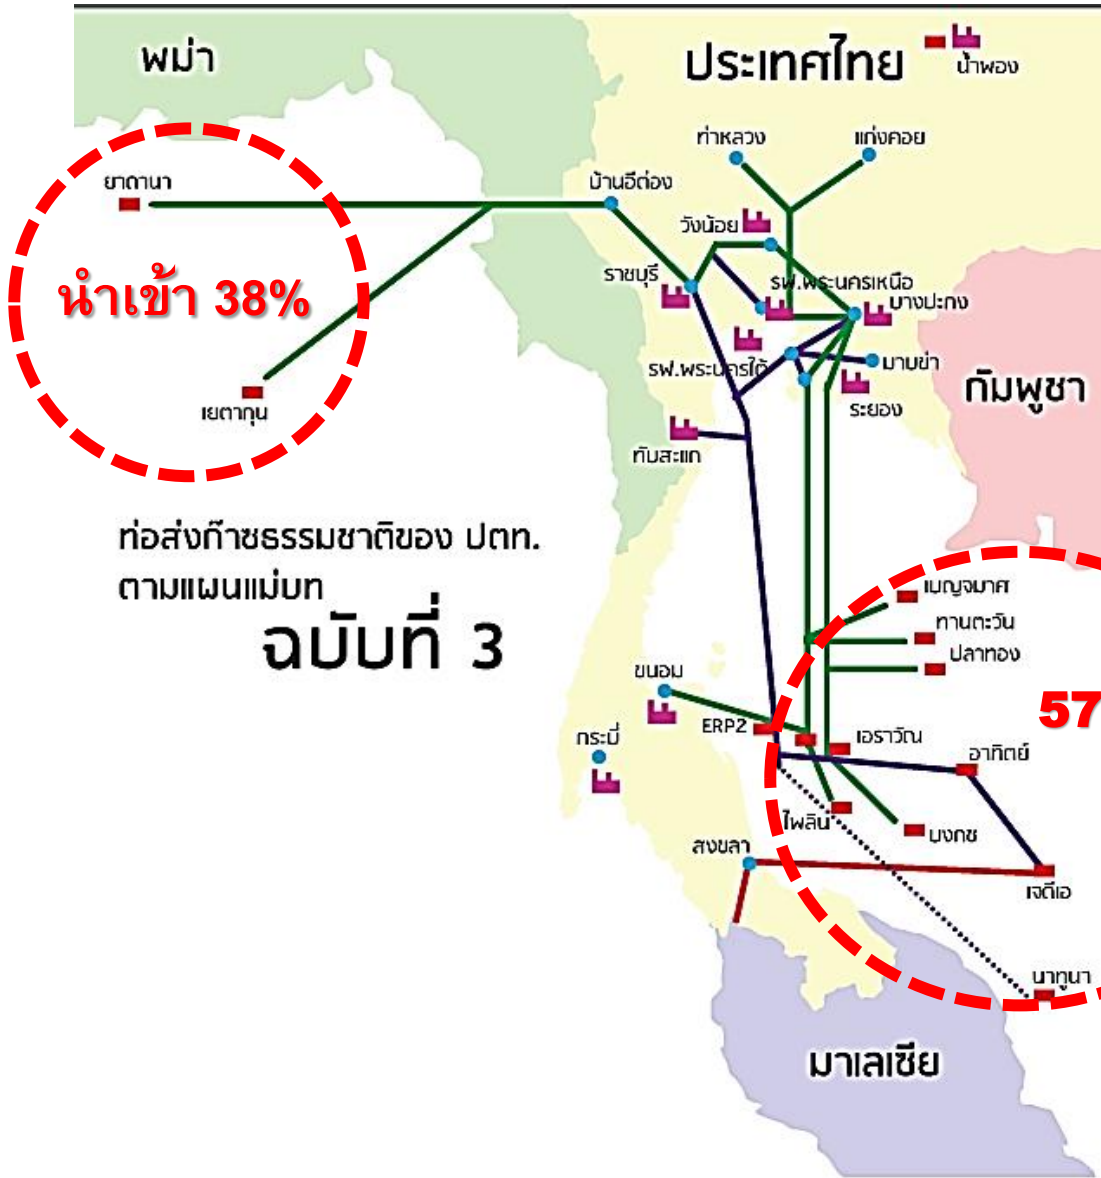 พม่า
ประเทศไทย
น้ำพอง
ท่าหลวง
แก่งคอย
ยาดานา
บ้านอีต่อง
วังน้อย
ราชบุรี
รฟ.พระนครเหนือ
บางปะกง
นำเข้า 38%
รฟ.พระนครใต้
มาบข่า
กัมพูชา
ระยอง
เยตากุน
ทับสะแก
ท่อส่งก๊าซธรรมชาติของ ปตท.
ตามแผนแม่บท
ฉบับที่ 3
เบญจมาศ
ทานตะวัน
ปลาทอง
ขนอม
57
ERP2
เอราวัณ
กระบี่
อาทิตย์
ไพลิน
บงกช
สงขลา
เจดีเอ
นาทูนา
มาเลเซีย